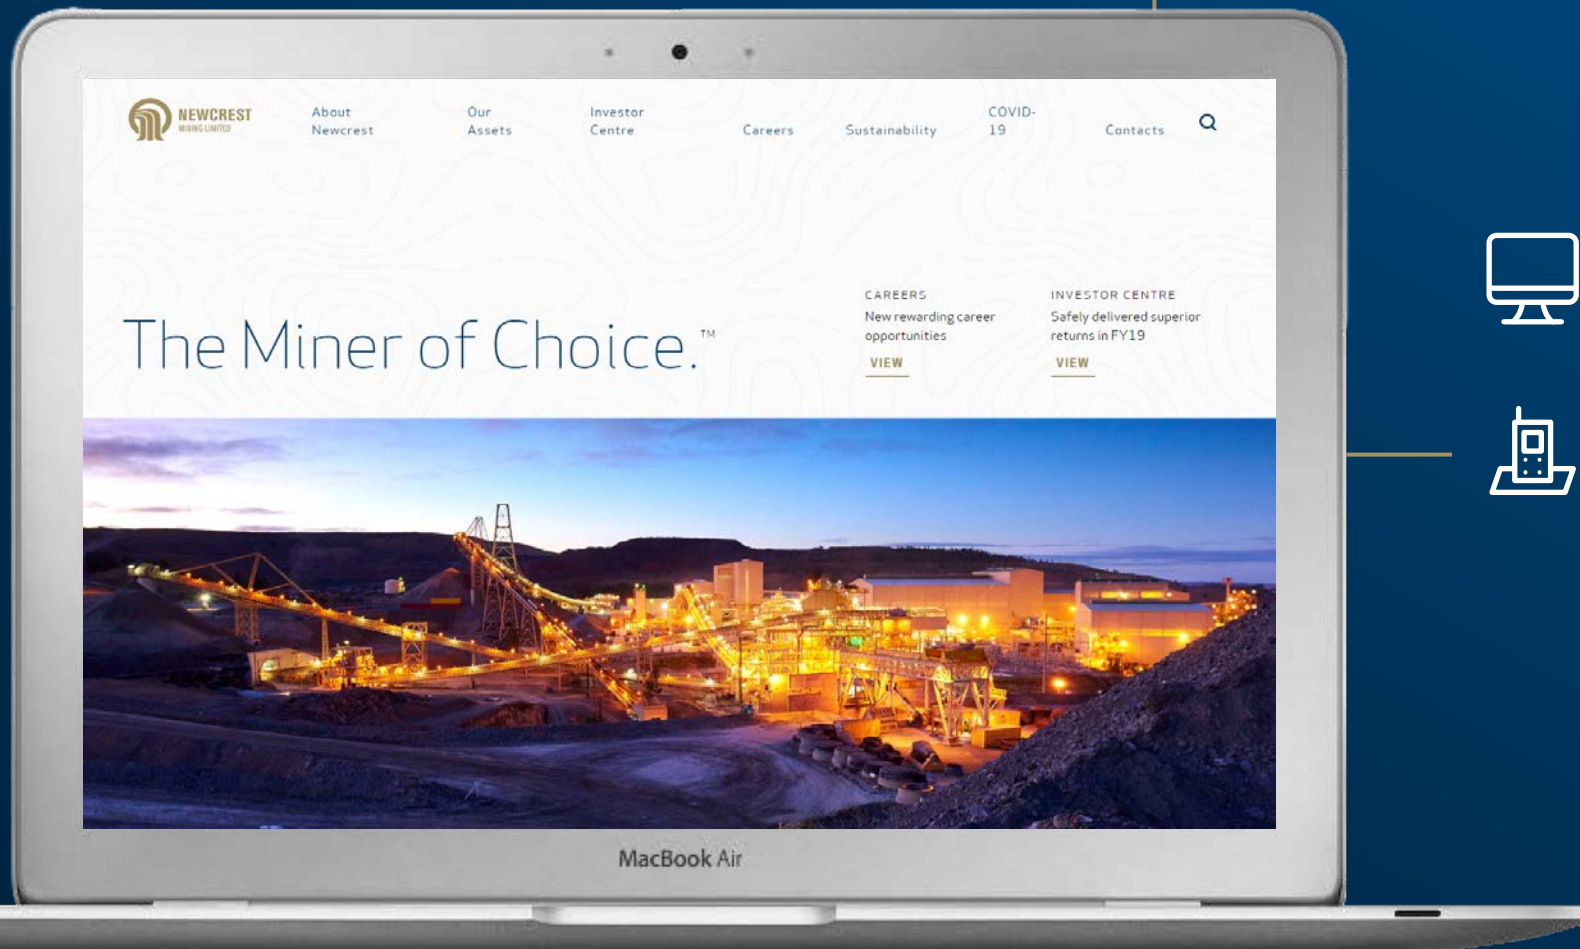 NEWCREST
MINING LIMITED
About
Newcrest
Our
Assets
Investor
Centre
Careers
Sustainability
COVID-
19
Contacts
The Miner of Choice.™
CAREERS
New rewarding career
opportunities
VIEW
INVESTOR CENTRE
Safely delivered superior
returns in FY19
VIEW
MacBook Air